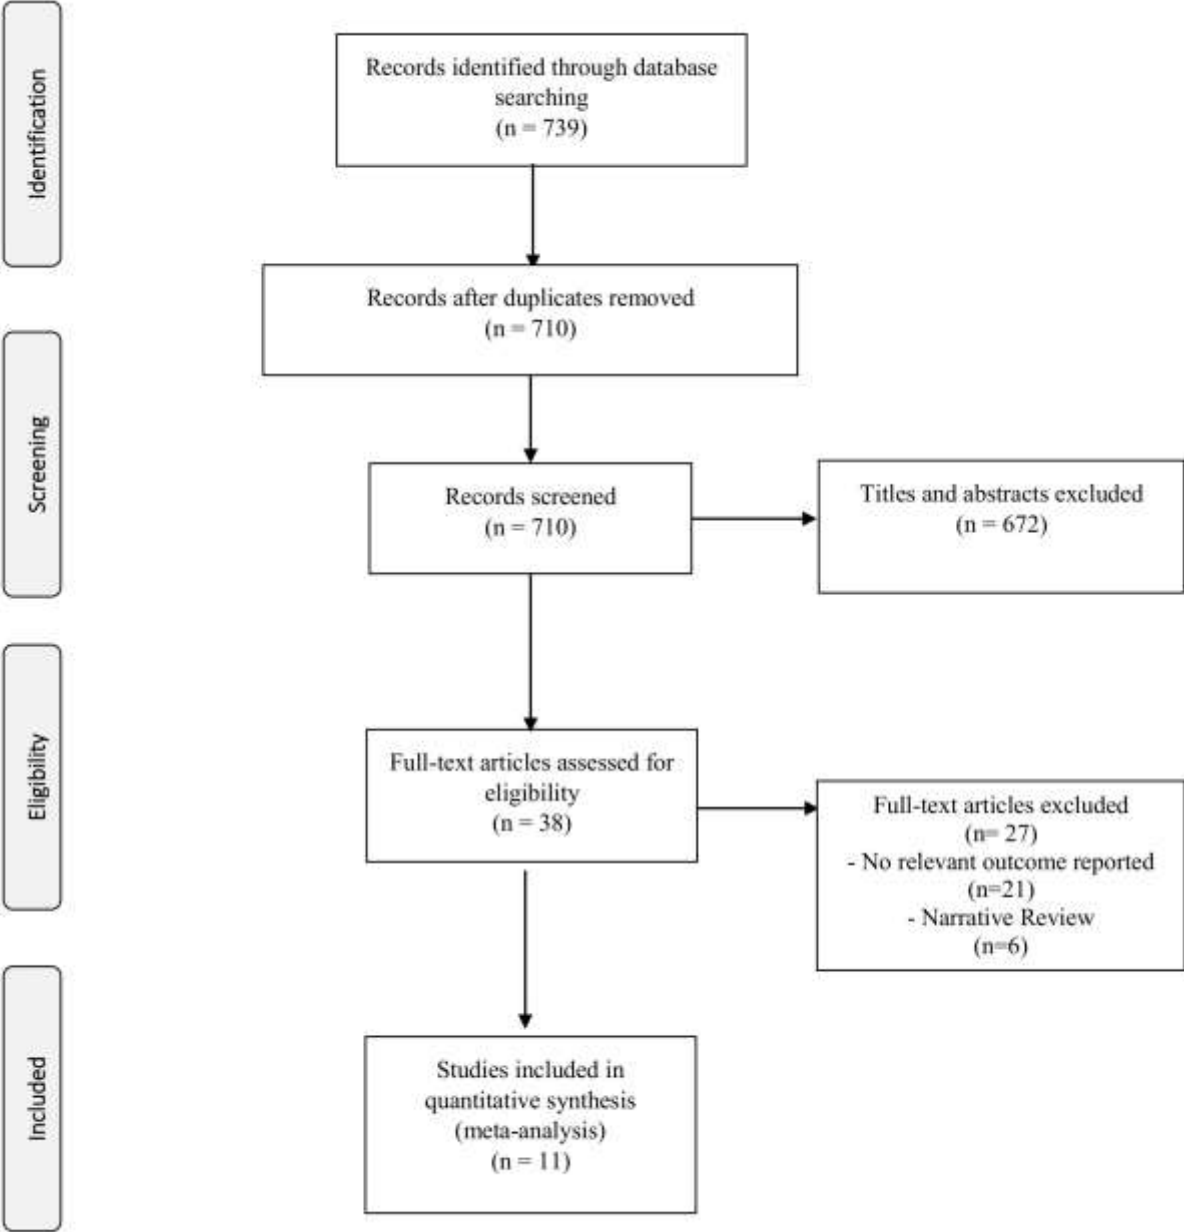 Identification
Records identified through database
searching
(n = 739)
Records after duplicates removed
(n = 710)
Screening
Records screened
(n = 710)
Titles and abstracts excluded
(n = 672)
Eligibility
Full-text articles assessed for
eligibility
(n = 38)
Full-text articles excluded
(n= 27)
- No relevant outcome reported
(n=21)
- Narrative Review
(n=6)
Included
Studies included in
quantitative synthesis
(meta-analysis)
(n = 11)